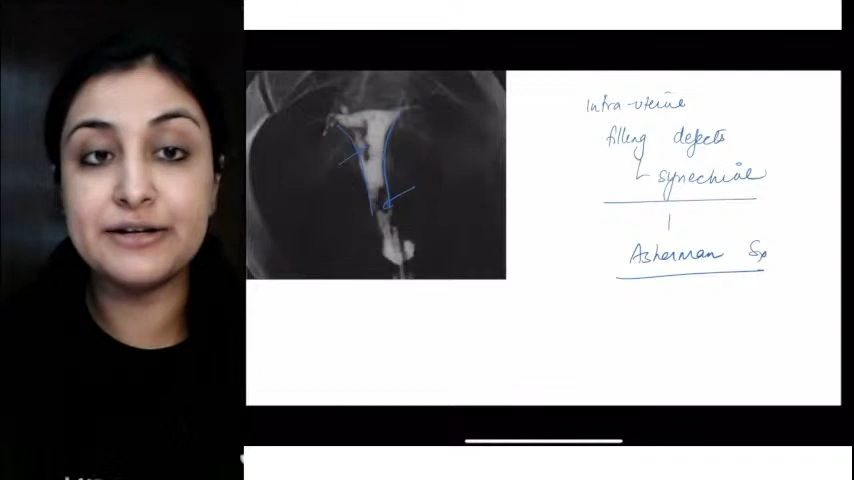 Intra-uterine
filling defects
synechiae
Asherman Sx